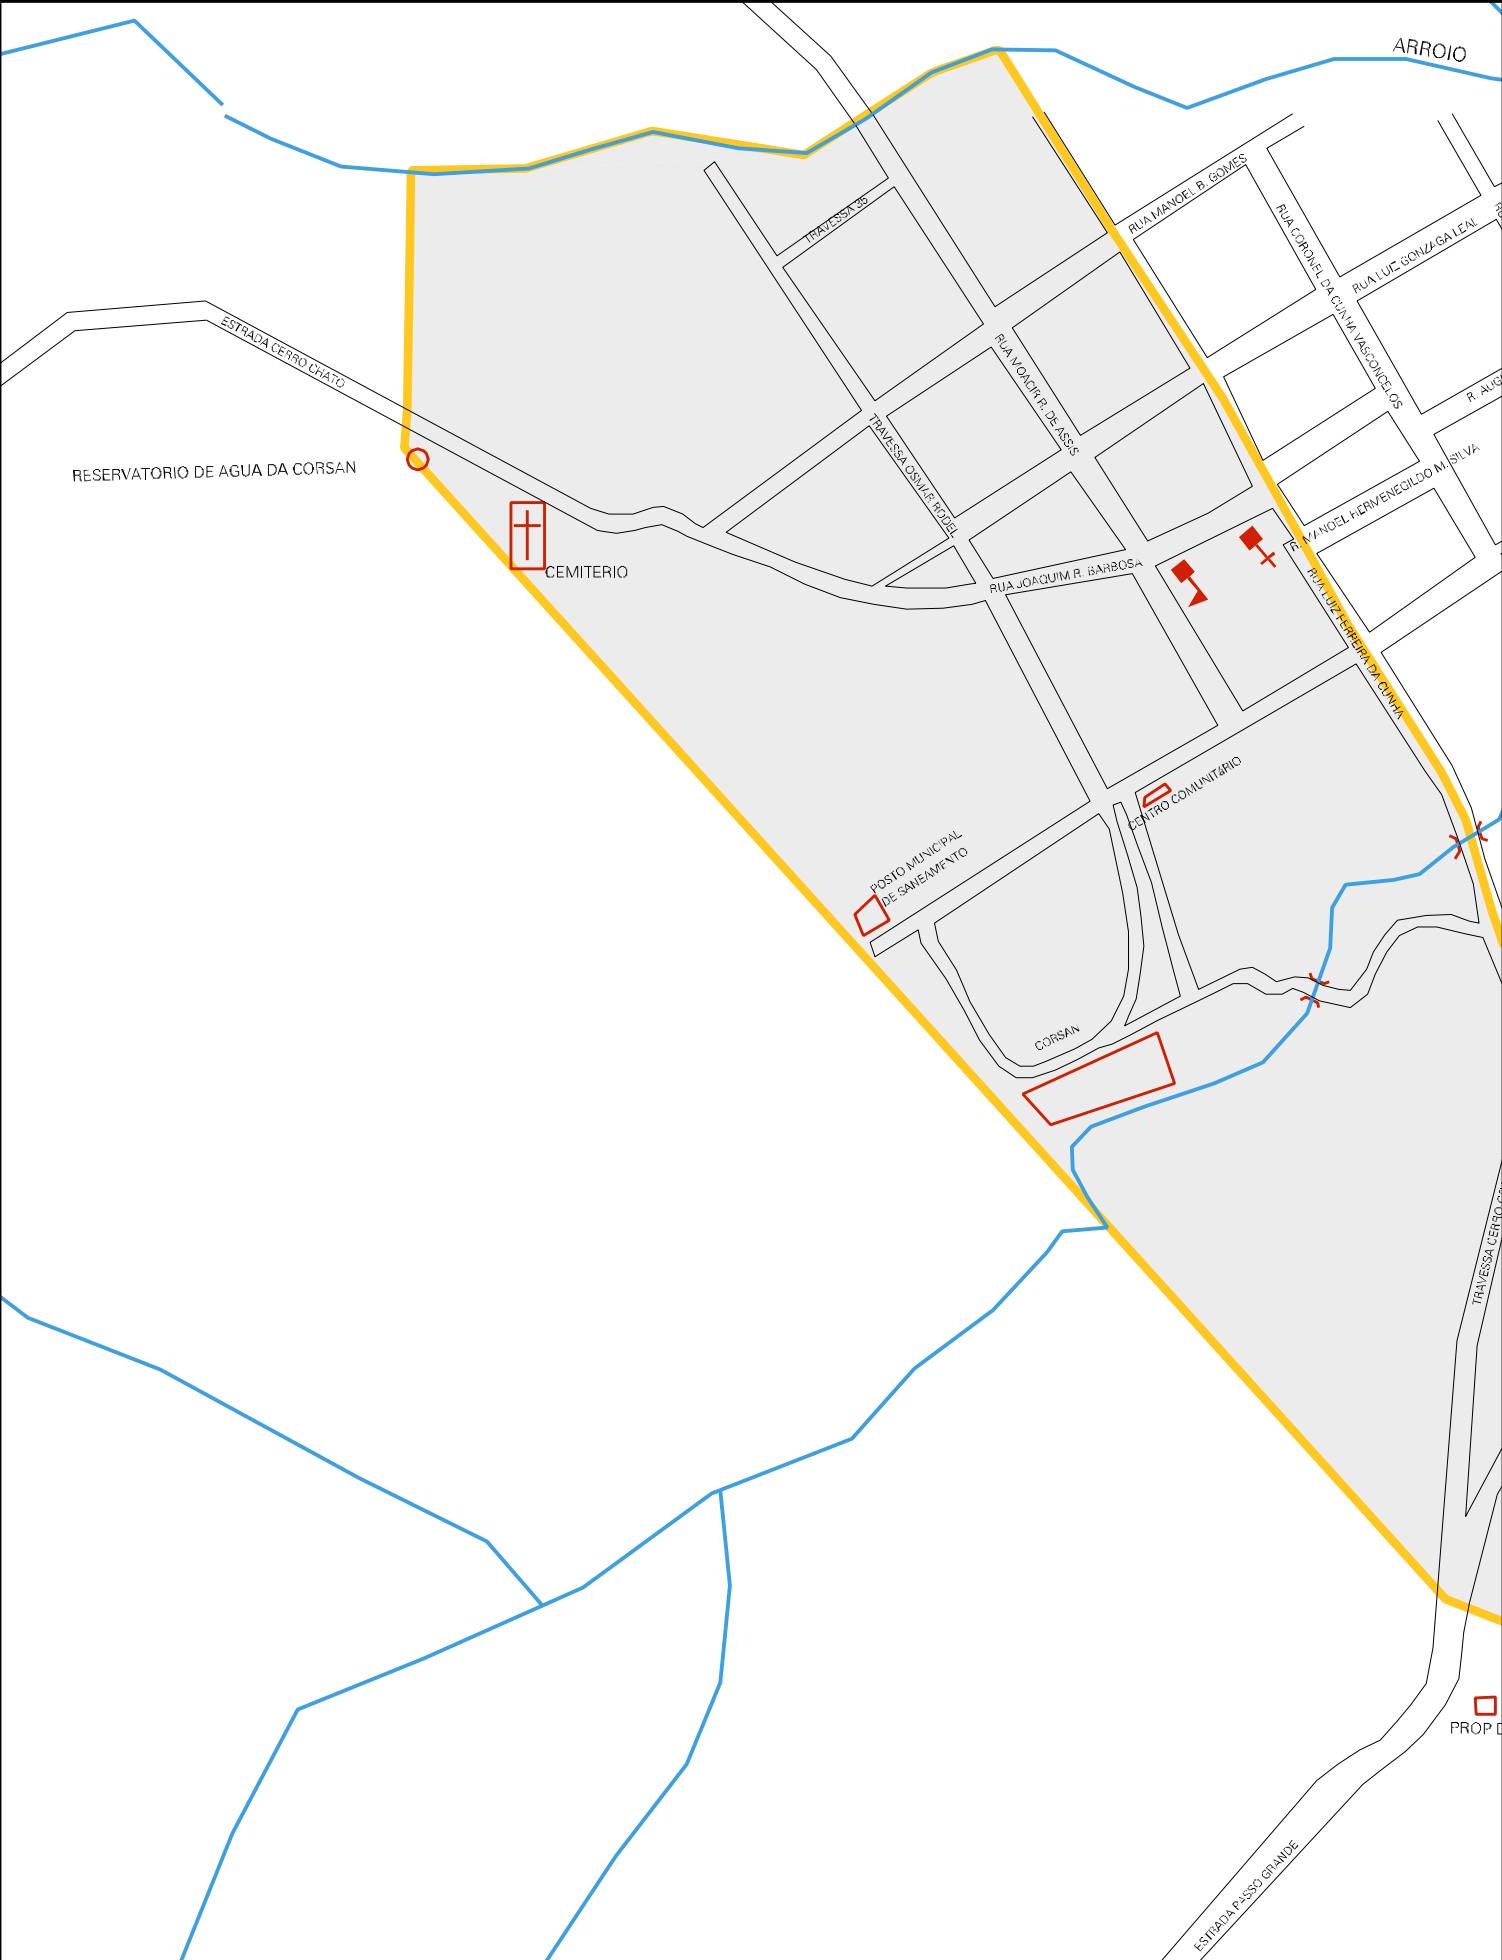 ARROIO
RUA MANOEL B. GOMES
TRAVESSA 35
RUA CORONEL DA CUNHA VASCONCELOS
RUA LUIZ GONZAGA LEAL
ESTRADA CERRO CHATO
RUA MOACIR R. DE ASSIS
R. AUG
TRAVESSA OSMAR RODEL
RESERVATORIO DE AGUA DA CORSAN
R. MANOEL HERMENEGILDO M. SILVA
CEMITERIO
RUA JOAQUIM R. BARBOSA
RUA LUIZ FERREIRA DA CUNHA
CENTRO COMUNITáRIO
POSTO MUNICIPAL
DE SANEAMENTO
CORSAN
TRAVESSA CERRO
PROP
ESTRADA PASSO GRANDE